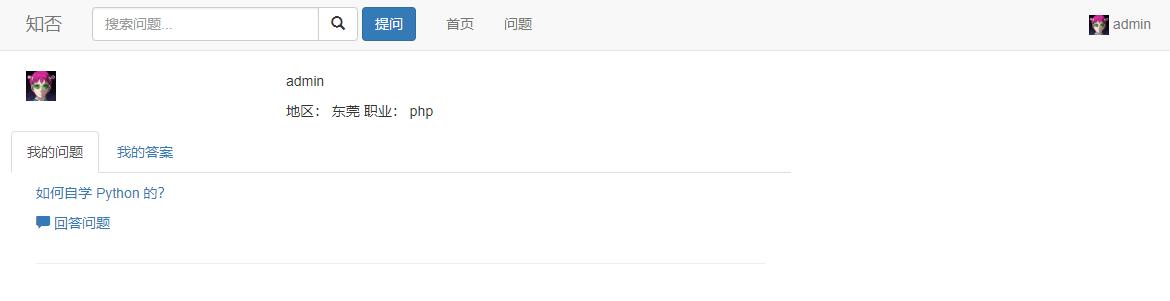 知否 搜索问题... 提问 首页 问题 admin
admin
地区： 东莞 职业： php
我的问题 我的答案
如何自学 Python 的？
回答问题